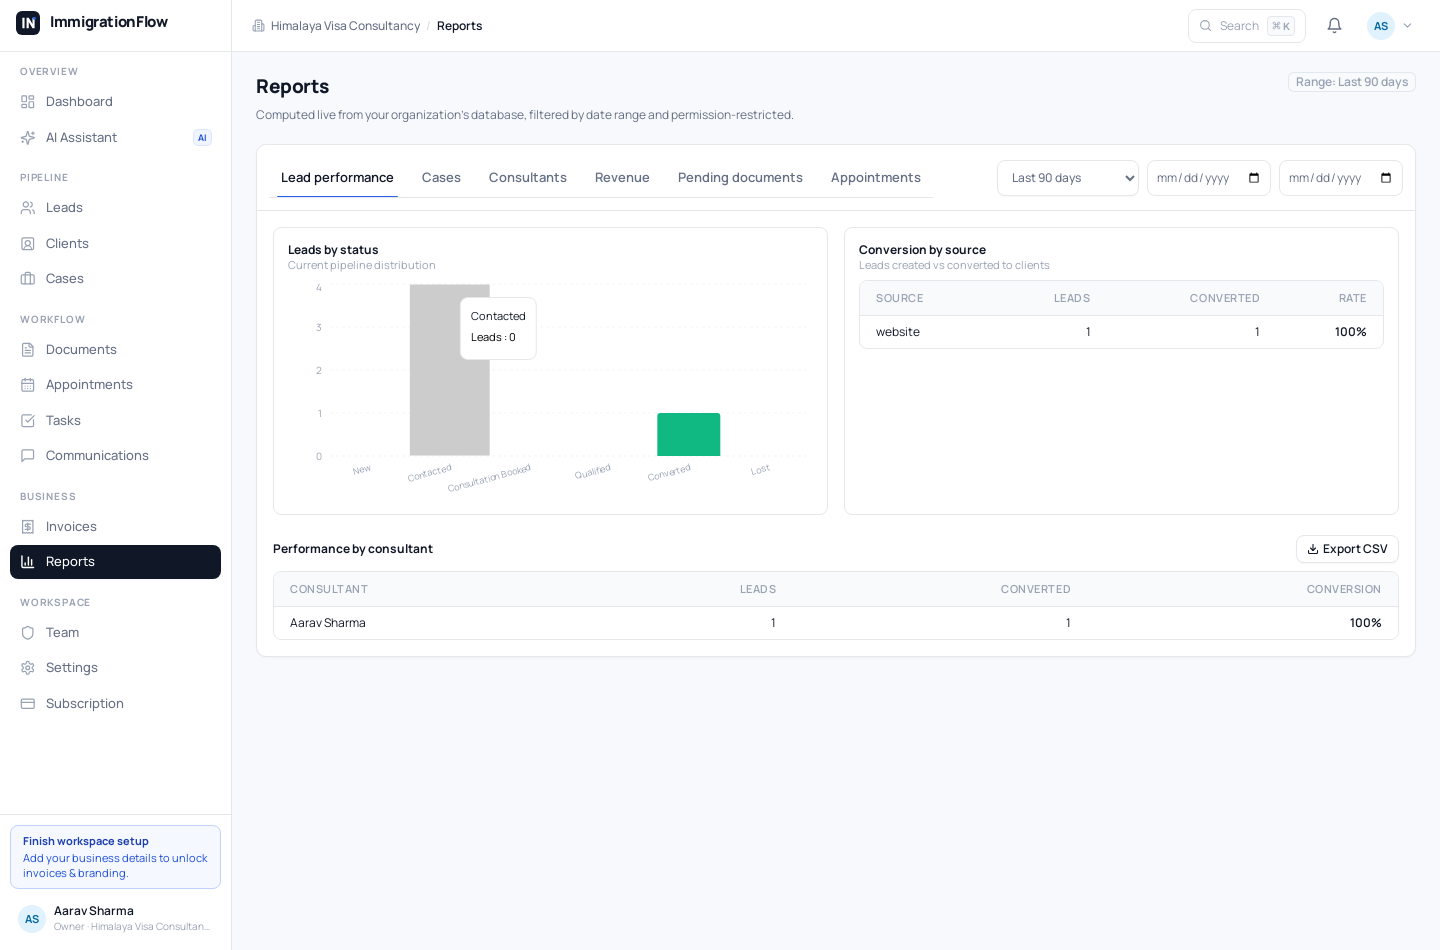 IN ImmigrationFlow
OVERVIEW
Dashboard
AI Assistant AI
PIPELINE
Leads
Clients
Cases
WORKFLOW
Documents
Appointments
Tasks
Communications
BUSINESS
Invoices
Reports
WORKSPACE
Team
Settings
Subscription
Finish workspace setup
Add your business details to unlock
invoices & branding.
AS Aarav Sharma
Owner · Himalaya Visa Consultan...
Himalaya Visa Consultancy / Reports
Search ⌘ K
AS
Reports
Range: Last 90 days
Computed live from your organization's database, filtered by date range and permission-restricted.
Lead performance Cases Consultants Revenue Pending documents Appointments
Last 90 days mm/dd/yyyy mm/dd/yyyy
Leads by status
Current pipeline distribution
4
3
2
1
0
Contacted
Leads : 0
New Contacted Consultation Booked Qualified Converted Lost
Conversion by source
Leads created vs converted to clients
SOURCE LEADS CONVERTED RATE
website 1 1 100%
Performance by consultant
Export CSV
CONSULTANT LEADS CONVERTED CONVERSION
Aarav Sharma 1 1 100%